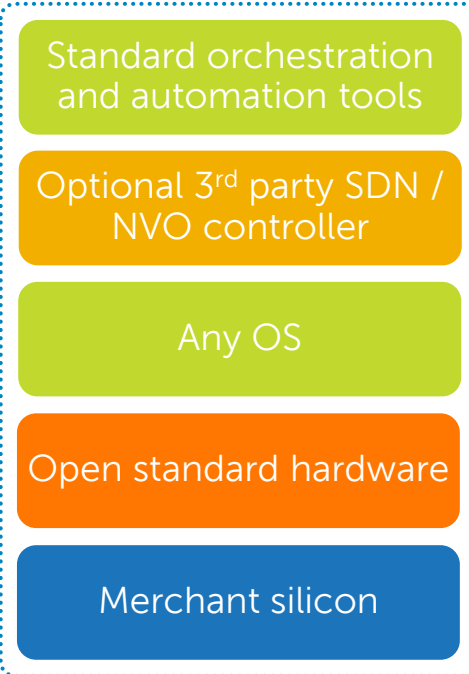 Standard orchestration
and automation tools
Optional 3rd party SDN /
NVO controller
Any OS
Open standard hardware
Merchant silicon